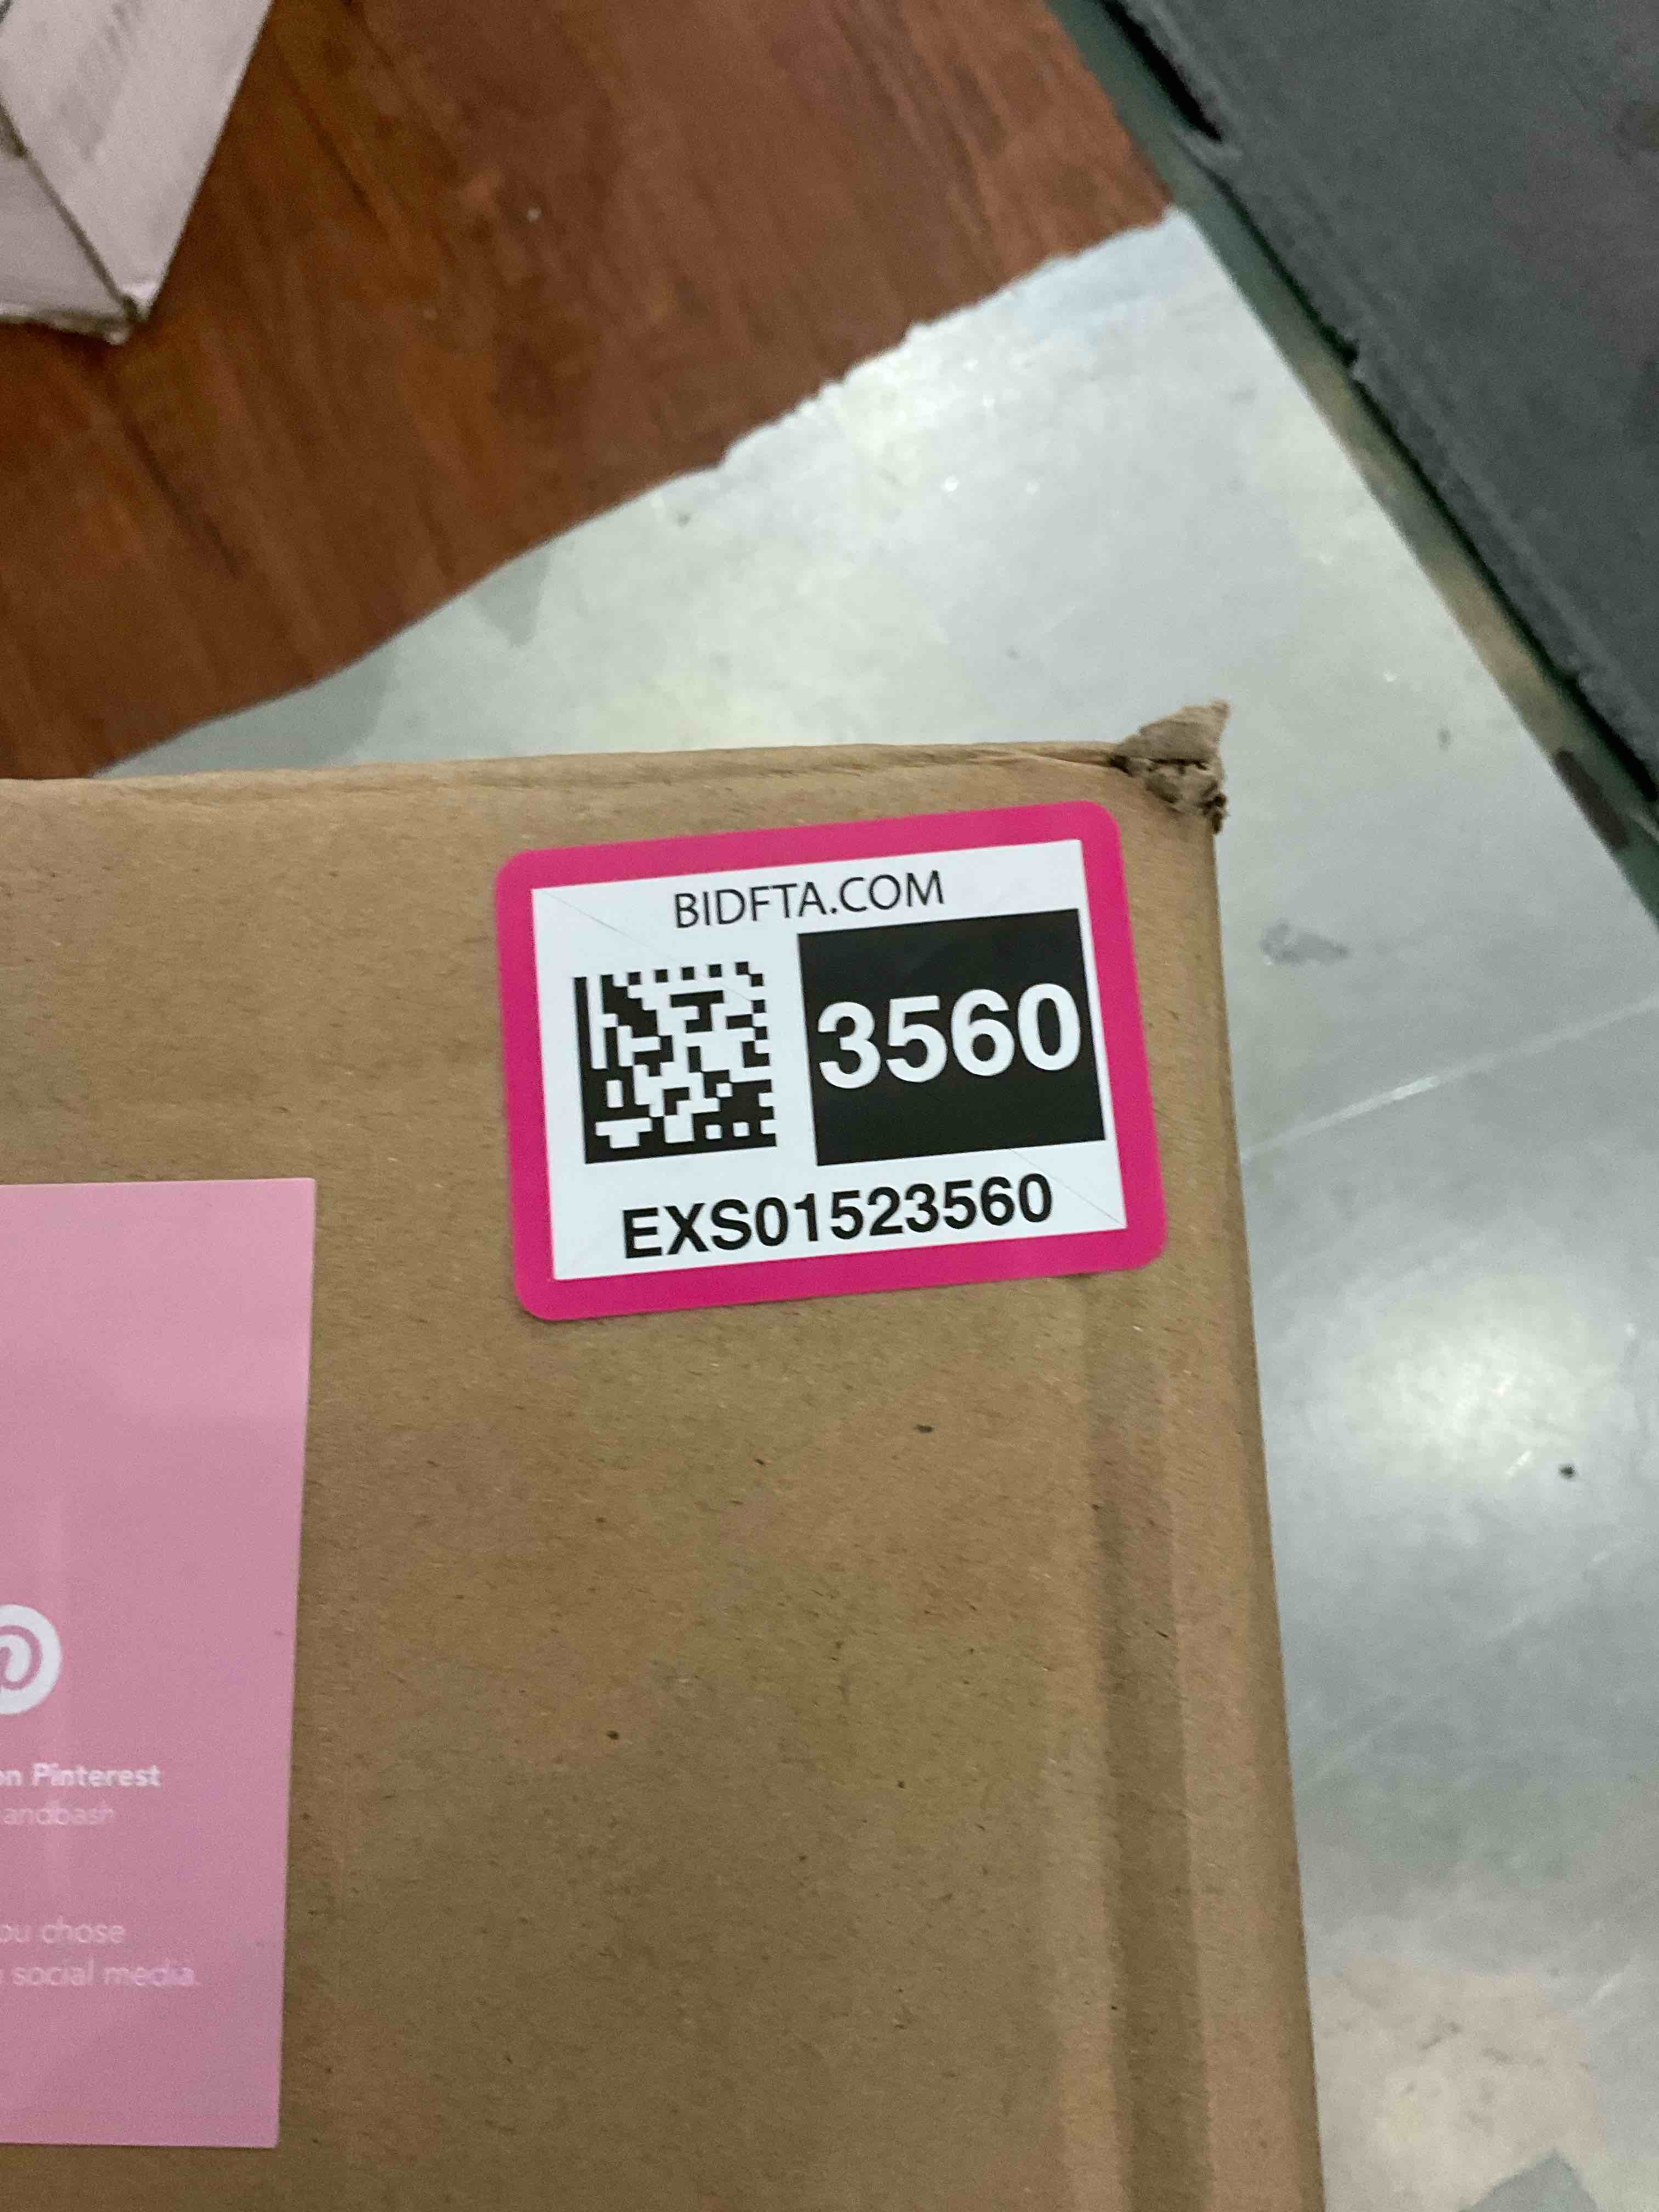 BIDFTA.COM
3560
EXS01523560
on Pinterest
andbash
ou chose
social media.